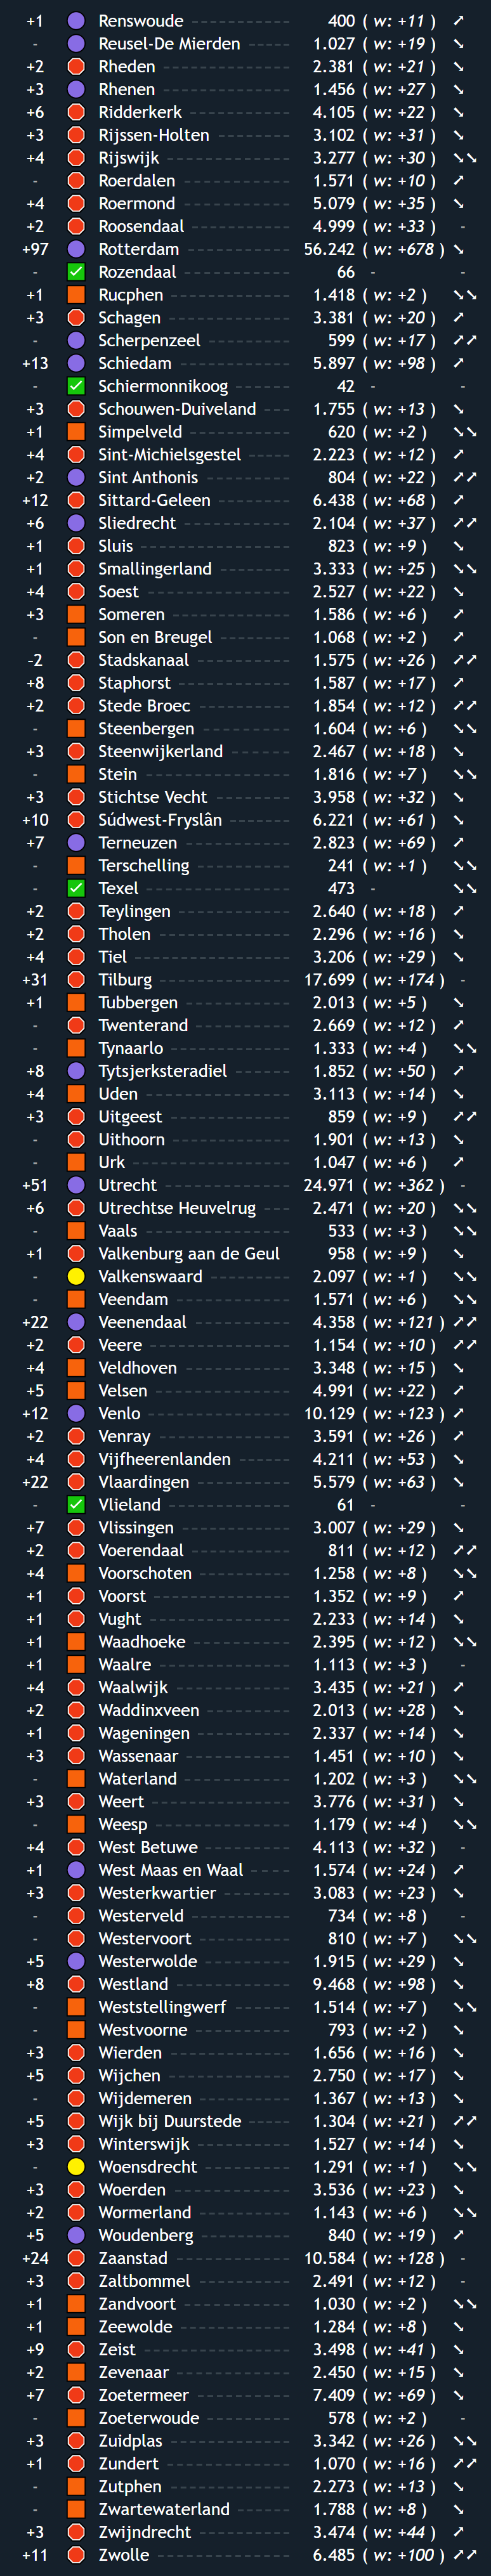 +1 Renswoude 400 ( w: +11 ) ↗
- Reusel-De Mierden 1.027 ( w: +19 ) ↘
+2 Rheden 2.381 ( w: +21 ) ↘
+3 Rhenen 1.456 ( w: +27 ) ↘
+6 Ridderkerk 4.105 ( w: +22 ) ↘
+3 Rijssen-Holten 3.102 ( w: +31 ) ↘
+4 Rijswijk 3.277 ( w: +30 ) ↘↘
- Roerdalen 1.571 ( w: +10 ) ↗
+4 Roermond 5.079 ( w: +35 ) ↘
+2 Roosendaal 4.999 ( w: +33 ) -
+97 Rotterdam 56.242 ( w: +678 ) ↘
- Rozendaal 66 - -
+1 Rucphen 1.418 ( w: +2 ) ↘↘
+3 Schagen 3.381 ( w: +20 ) ↗
- Scherpenzeel 599 ( w: +17 ) ↗↗
+13 Schiedam 5.897 ( w: +98 ) ↗
- Schiermonnikoog 42 - -
+3 Schouwen-Duiveland 1.755 ( w: +13 ) ↘
+1 Simpelveld 620 ( w: +2 ) ↘↘
+4 Sint-Michielsgestel 2.223 ( w: +12 ) ↗
+2 Sint Anthonis 804 ( w: +22 ) ↗↗
+12 Sittard-Geleen 6.438 ( w: +68 ) ↗
+6 Sliedrecht 2.104 ( w: +37 ) ↗↗
+1 Sluis 823 ( w: +9 ) ↘
+1 Smallingerland 3.333 ( w: +25 ) ↘↘
+4 Soest 2.527 ( w: +22 ) ↘
+3 Someren 1.586 ( w: +6 ) ↗
- Son en Breugel 1.068 ( w: +2 ) ↗
-2 Stadskanaal 1.575 ( w: +26 ) ↗↗
+8 Staphorst 1.587 ( w: +17 ) ↗
+2 Stede Broec 1.854 ( w: +12 ) ↗↗
- Steenbergen 1.604 ( w: +6 ) ↘↘
+3 Steenwijkerland 2.467 ( w: +18 ) ↘
- Stein 1.816 ( w: +7 ) ↘↘
+3 Stichtse Vecht 3.958 ( w: +32 ) ↘
+10 Súdwest-Fryslân 6.221 ( w: +61 ) ↘
+7 Terneuzen 2.823 ( w: +69 ) ↗
- Terschelling 241 ( w: +1 ) ↘↘
- Texel 473 - ↘↘
+2 Teylingen 2.640 ( w: +18 ) ↗
+2 Tholen 2.296 ( w: +16 ) ↘
+4 Tiel 3.206 ( w: +29 ) ↘
+31 Tilburg 17.699 ( w: +174 ) -
+1 Tubbergen 2.013 ( w: +5 ) ↘
- Twenterand 2.669 ( w: +12 ) ↗
- Tynaarlo 1.333 ( w: +4 ) ↘↘
+8 Tytsjerksteradiel 1.852 ( w: +50 ) ↗
+4 Uden 3.113 ( w: +14 ) ↘
+3 Uitgeest 859 ( w: +9 ) ↗↗
- Uithoorn 1.901 ( w: +13 ) ↘
- Urk 1.047 ( w: +6 ) ↗
+51 Utrecht 24.971 ( w: +362 ) -
+6 Utrechtse Heuvelrug 2.471 ( w: +20 ) ↘↘
- Vaals 533 ( w: +3 ) ↘↘
+1 Valkenburg aan de Geul 958 ( w: +9 ) ↘
- Valkenswaard 2.097 ( w: +1 ) ↘↘
- Veendam 1.571 ( w: +6 ) ↘↘
+22 Veenendaal 4.358 ( w: +121 ) ↗↗
+2 Veere 1.154 ( w: +10 ) ↗↗
+4 Veldhoven 3.348 ( w: +15 ) ↘
+5 Velsen 4.991 ( w: +22 ) ↗
+12 Venlo 10.129 ( w: +123 ) ↗
+2 Venray 3.591 ( w: +26 ) ↗
+4 Vijfheerenlanden 4.211 ( w: +53 ) ↘
+22 Vlaardingen 5.579 ( w: +63 ) ↘
- Vlieland 61 - -
+7 Vlissingen 3.007 ( w: +29 ) ↘
+2 Voerendaal 811 ( w: +12 ) ↗↗
+4 Voorschoten 1.258 ( w: +8 ) ↘↘
+1 Voorst 1.352 ( w: +9 ) ↗
+1 Vught 2.233 ( w: +14 ) ↘
+1 Waadhoeke 2.395 ( w: +12 ) ↘↘
+1 Waalre 1.113 ( w: +3 ) -
+4 Waalwijk 3.435 ( w: +21 ) ↗
+2 Waddinxveen 2.013 ( w: +28 ) ↘
+1 Wageningen 2.337 ( w: +14 ) ↘
+3 Wassenaar 1.451 ( w: +10 ) ↘
- Waterland 1.202 ( w: +3 ) ↘↘
+3 Weert 3.776 ( w: +31 ) ↘
- Weesp 1.179 ( w: +4 ) ↘↘
+4 West Betuwe 4.113 ( w: +32 ) -
+1 West Maas en Waal 1.574 ( w: +24 ) ↗
+3 Westerkwartier 3.083 ( w: +23 ) ↘
- Westerveld 734 ( w: +8 ) -
- Westervoort 810 ( w: +7 ) ↘↘
+5 Westerwolde 1.915 ( w: +29 ) ↘
+8 Westland 9.468 ( w: +98 ) ↘
- Weststellingwerf 1.514 ( w: +7 ) ↘↘
- Westvoorne 793 ( w: +2 ) ↘
+3 Wierden 1.656 ( w: +16 ) ↘
+5 Wijchen 2.750 ( w: +17 ) ↘
- Wijdemeren 1.367 ( w: +13 ) ↘
+5 Wijk bij Duurstede 1.304 ( w: +21 ) ↗↗
+3 Winterswijk 1.527 ( w: +14 ) ↘
- Woensdrecht 1.291 ( w: +1 ) ↘↘
+3 Woerden 3.536 ( w: +23 ) ↘
+2 Wormerland 1.143 ( w: +6 ) ↘↘
+5 Woudenberg 840 ( w: +19 ) ↗
+24 Zaanstad 10.584 ( w: +128 ) -
+3 Zaltbommel 2.491 ( w: +12 ) -
+1 Zandvoort 1.030 ( w: +2 ) ↘↘
+1 Zeewolde 1.284 ( w: +8 ) ↘
+9 Zeist 3.498 ( w: +41 ) ↘
+2 Zevenaar 2.450 ( w: +15 ) ↘
+7 Zoetermeer 7.409 ( w: +69 ) ↘
- Zoeterwoude 578 ( w: +2 ) -
+3 Zuidplas 3.342 ( w: +26 ) ↘↘
+1 Zundert 1.070 ( w: +16 ) ↗↗
- Zutphen 2.273 ( w: +13 ) ↘
- Zwartewaterland 1.788 ( w: +8 ) ↘
+3 Zwijndrecht 3.474 ( w: +44 ) ↗
+11 Zwolle 6.485 ( w: +100 ) ↗↗